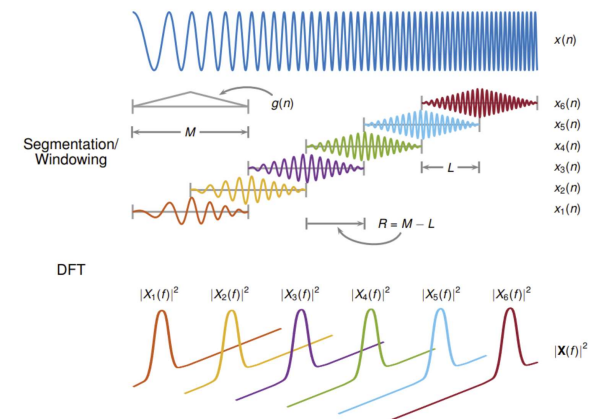 x(n)
g(n)
M
Segmentation/
Windowing
x₆(n)
x₅(n)
x₄(n)
L
x₃(n)
x₂(n)
x₁(n)
R = M − L
DFT
|X₁(f)|² |X₂(f)|² |X₃(f)|² |X₄(f)|² |X₅(f)|² |X₆(f)|²
|X(f)|²